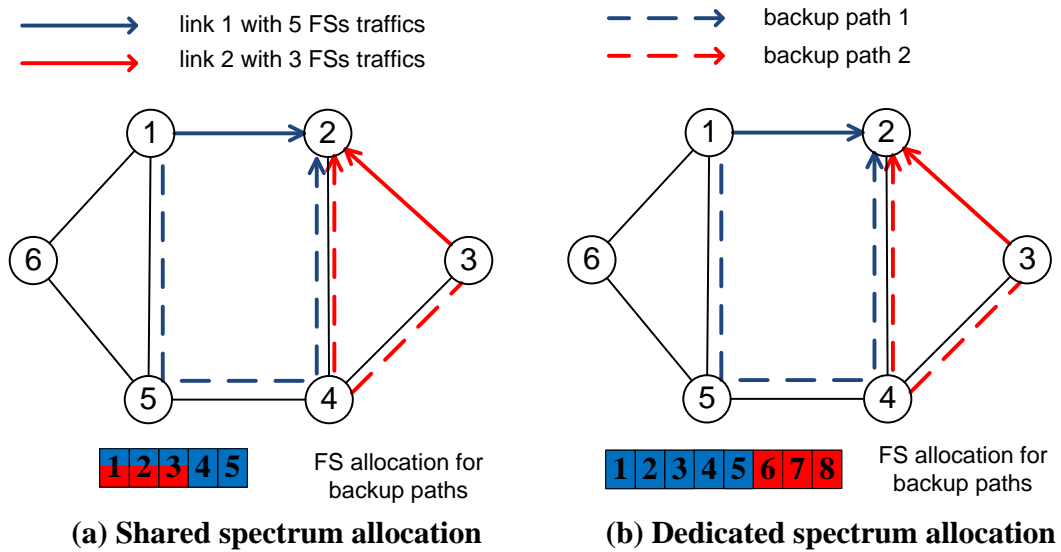 link 1 with 5 FSs traffics
link 2 with 3 FSs traffics
backup path 1
backup path 2
1
2
6
3
5
4
1
2
6
3
5
4
1 2 3 4 5
FS allocation for
backup paths
1 2 3 4 5 6 7 8
FS allocation for
backup paths
(a) Shared spectrum allocation
(b) Dedicated spectrum allocation